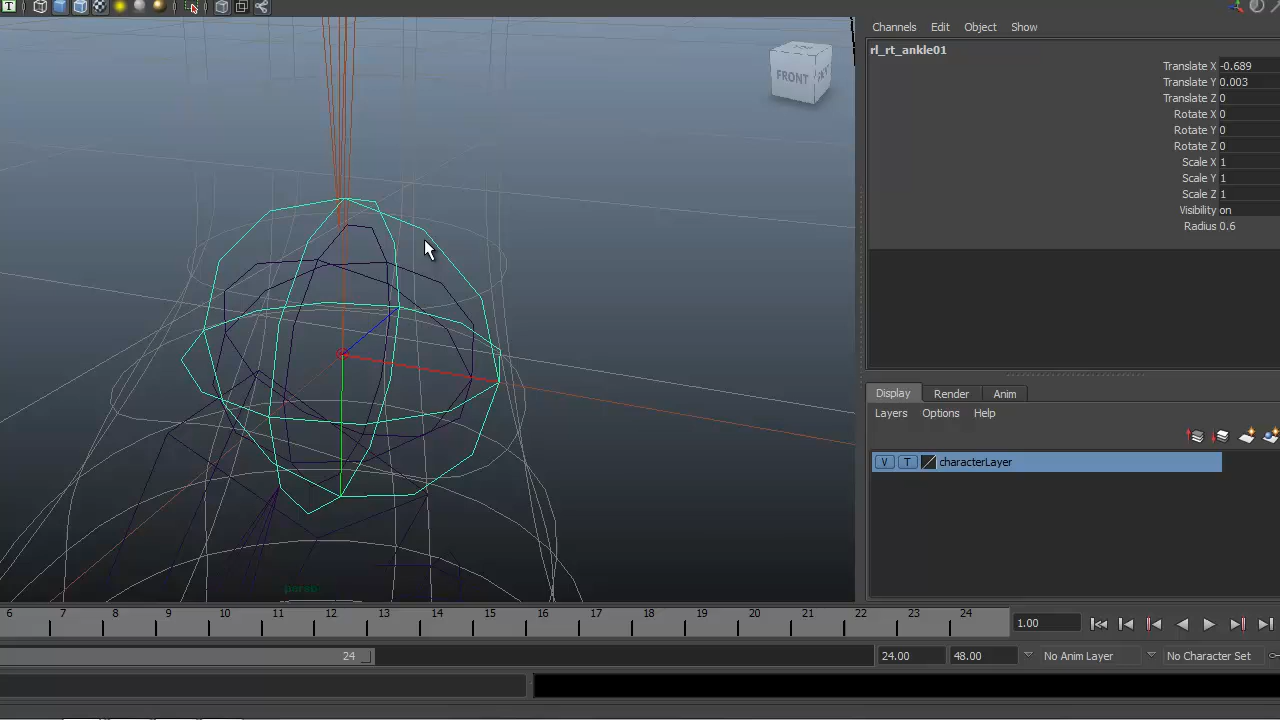 T
Channels Edit Object Show
rl_rt_ankle01
Translate X -0.689
Translate Y 0.003
Translate Z 0
Rotate X 0
Rotate Y 0
Rotate Z 0
Scale X 1
Scale Y 1
Scale Z 1
Visibility on
Radius 0.6
FRONT
persp
Display Render Anim
Layers Options Help
V T characterLayer
6 7 8 9 10 11 12 13 14 15 16 17 18 19 20 21 22 23 24
1.00
24
24.00 48.00 No Anim Layer No Character Set